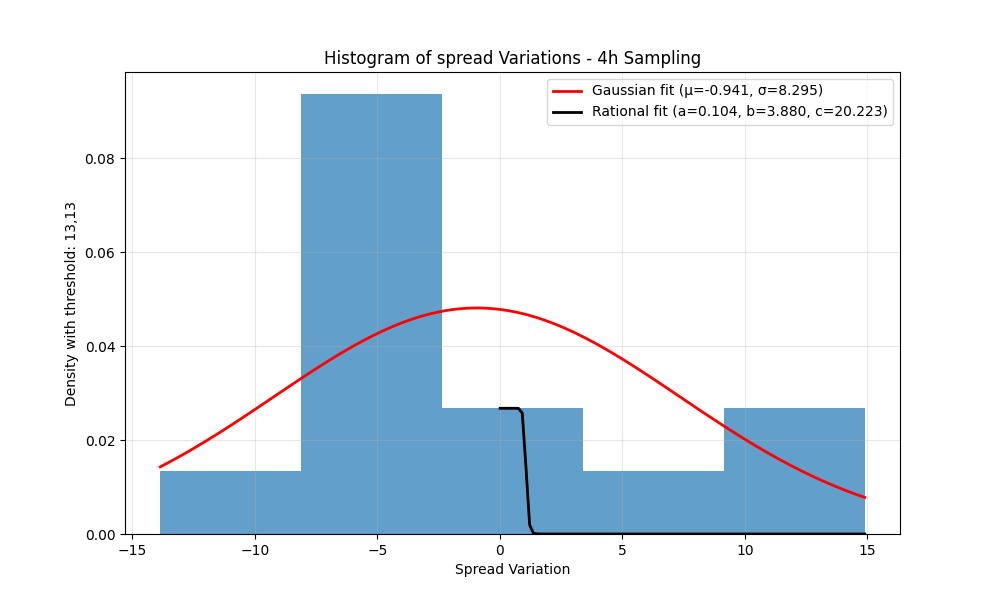 Histogram of spread Variations - 4h Sampling
Gaussian fit (μ=-0.941, σ=8.295)
Rational fit (a=0.104, b=3.880, c=20.223)
Density with threshold: 13,13
0.08
0.06
0.04
0.02
0.00
−15
−10
−5
0
5
10
15
Spread Variation